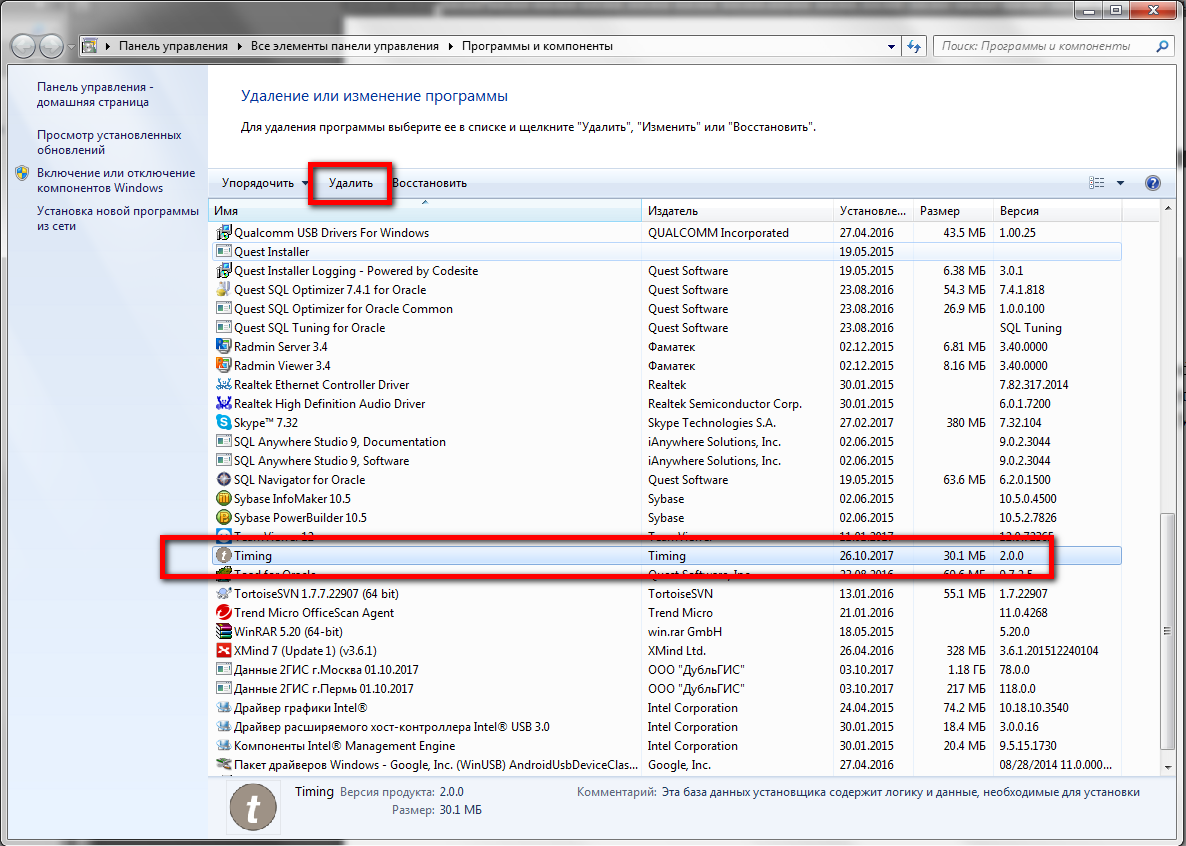 Панель управления ▸ Все элементы панели управления ▸ Программы и компоненты
Поиск: Программы и компоненты
Панель управления -
домашняя страница
Просмотр установленных
обновлений
Включение или отключение
компонентов Windows
Установка новой программы
из сети
Удаление или изменение программы
Для удаления программы выберите ее в списке и щелкните "Удалить", "Изменить" или "Восстановить".
Упорядочить Удалить Восстановить
Имя Издатель Установле... Размер Версия
Qualcomm USB Drivers For Windows QUALCOMM Incorporated 27.04.2016 43.5 МБ 1.00.25
Quest Installer 19.05.2015
Quest Installer Logging - Powered by Codesite Quest Software 19.05.2015 6.38 МБ 3.0.1
Quest SQL Optimizer 7.4.1 for Oracle Quest Software 23.08.2016 54.3 МБ 7.4.1.818
Quest SQL Optimizer for Oracle Common Quest Software 23.08.2016 26.9 МБ 1.0.0.100
Quest SQL Tuning for Oracle Quest Software 23.08.2016 SQL Tuning
Radmin Server 3.4 Фаматек 02.12.2015 6.81 МБ 3.40.0000
Radmin Viewer 3.4 Фаматек 02.12.2015 8.16 МБ 3.40.0000
Realtek Ethernet Controller Driver Realtek 30.01.2015 7.82.317.2014
Realtek High Definition Audio Driver Realtek Semiconductor Corp. 30.01.2015 6.0.1.7200
Skype™ 7.32 Skype Technologies S.A. 27.02.2017 380 МБ 7.32.104
SQL Anywhere Studio 9, Documentation iAnywhere Solutions, Inc. 02.06.2015 9.0.2.3044
SQL Anywhere Studio 9, Software iAnywhere Solutions, Inc. 02.06.2015 9.0.2.3044
SQL Navigator for Oracle Quest Software 19.05.2015 63.6 МБ 6.2.0.1500
Sybase InfoMaker 10.5 Sybase 02.06.2015 10.5.0.4500
Sybase PowerBuilder 10.5 Sybase 02.06.2015 10.5.2.7826
TeamViewer 12 TeamViewer 11.01.2017
Timing Timing 26.10.2017 30.1 МБ 2.0.0
Toad for Oracle Quest Software, Inc. 23.08.2016
TortoiseSVN 1.7.7.22907 (64 bit) TortoiseSVN 13.01.2016 55.1 МБ 1.7.22907
Trend Micro OfficeScan Agent Trend Micro 21.01.2016 11.0.4268
WinRAR 5.20 (64-bit) win.rar GmbH 18.05.2015 5.20.0
XMind 7 (Update 1) (v3.6.1) XMind Ltd. 26.04.2016 328 МБ 3.6.1.201512240104
Данные 2ГИС г.Москва 01.10.2017 ООО "ДубльГИС" 03.10.2017 1.18 ГБ 78.0.0
Данные 2ГИС г.Пермь 01.10.2017 ООО "ДубльГИС" 03.10.2017 217 МБ 118.0.0
Драйвер графики Intel® Intel Corporation 24.04.2015 74.2 МБ 10.18.10.3540
Драйвер расширяемого хост-контроллера Intel® USB 3.0 Intel Corporation 30.01.2015 18.4 МБ 3.0.0.16
Компоненты Intel® Management Engine Intel Corporation 30.01.2015 20.4 МБ 9.5.15.1730
Пакет драйверов Windows - Google, Inc. (WinUSB) AndroidUsbDeviceClas... Google, Inc. 27.04.2016 08/28/2014 11.0.000...
t
Timing Версия продукта: 2.0.0 Комментарий: Эта база данных установщика содержит логику и данные, необходимые для установки
Размер: 30.1 МБ